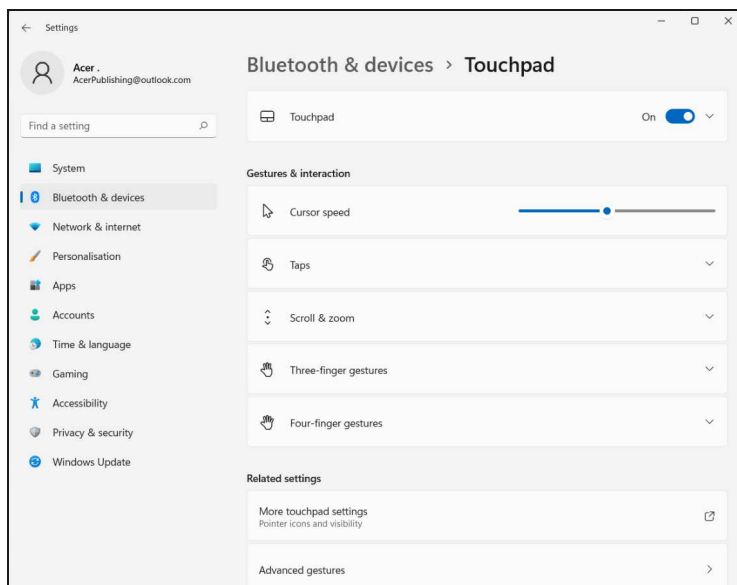 Settings
Acer .
AcerPublishing@outlook.com
Find a setting
System
Bluetooth & devices
Network & internet
Personalisation
Apps
Accounts
Time & language
Gaming
Accessibility
Privacy & security
Windows Update
Bluetooth & devices > Touchpad
Touchpad
On
Gestures & interaction
Cursor speed
Taps
Scroll & zoom
Three-finger gestures
Four-finger gestures
Related settings
More touchpad settings
Pointer icons and visibility
Advanced gestures